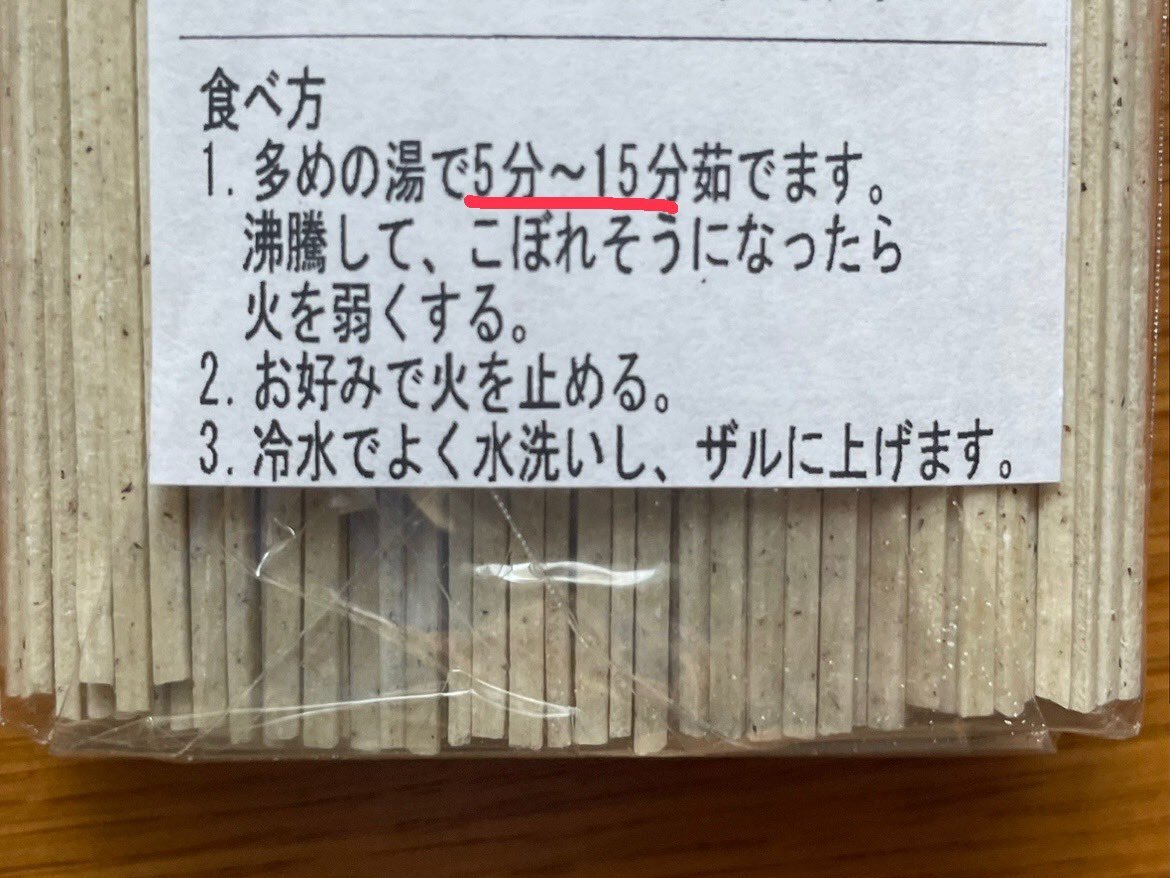 食べ方
1. 多めの湯で5分～15分茹でます。
沸騰して、こぼれそうになったら
火を弱くする。
2. お好みで火を止める。
3. 冷水でよく水洗いし、ザルに上げます。